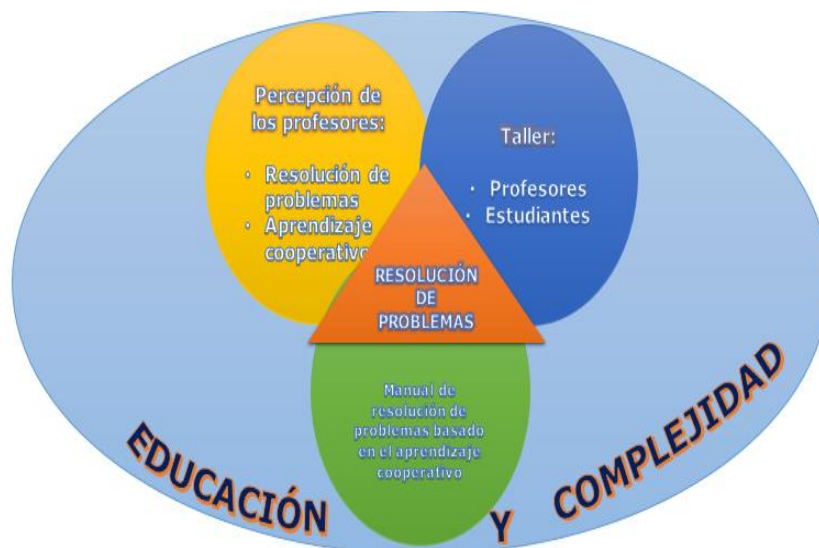 Percepción de
los profesores:
· Resolución de
problemas
· Aprendizaje
cooperativo
Taller:
· Profesores
· Estudiantes
RESOLUCIÓN
DE
PROBLEMAS
Manual de
resolución de
problemas basado
en el aprendizaje
cooperativo
EDUCACIÓN Y COMPLEJIDAD